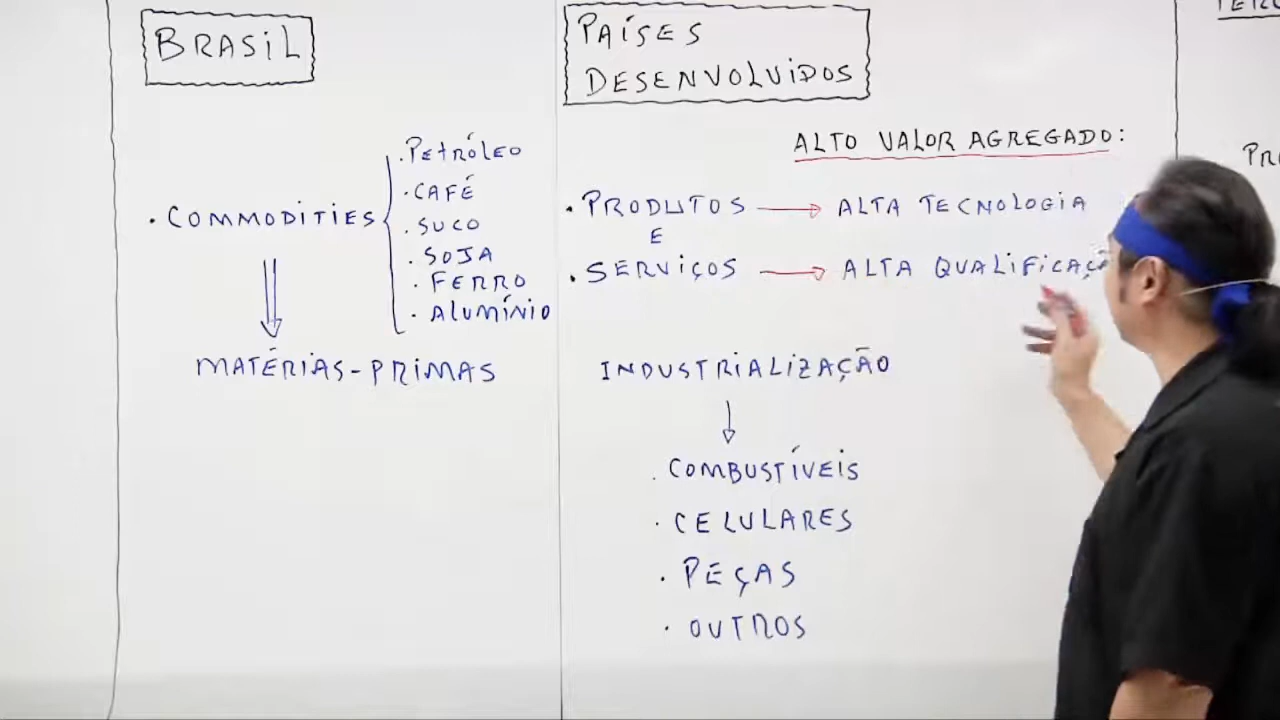 BRASIL
• COMMODITIES
• PETRÓLEO
• CAFÉ
• SUCO
• SOJA
• FERRO
• ALUMÍNIO
MATÉRIAS-PRIMAS
PAÍSES
DESENVOLVIDOS
ALTO VALOR AGREGADO:
• PRODUTOS → ALTA TECNOLOGIA
E
• SERVIÇOS → ALTA
INDUSTRIALIZAÇÃO
• COMBUSTÍVEIS
• CELULARES
• PEÇAS
• OUTROS